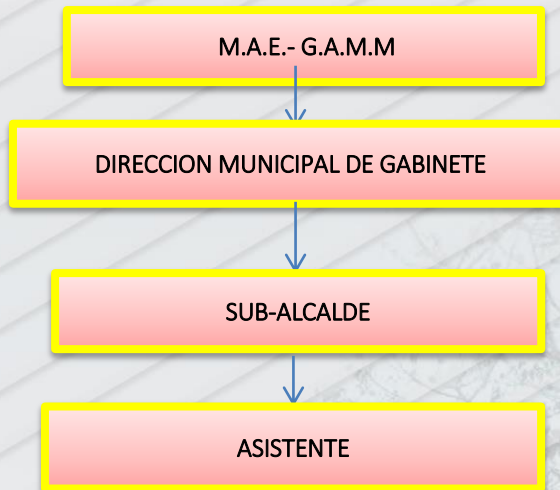 M.A.E.- G.A.M.M
DIRECCION MUNICIPAL DE GABINETE
SUB-ALCALDE
ASISTENTE